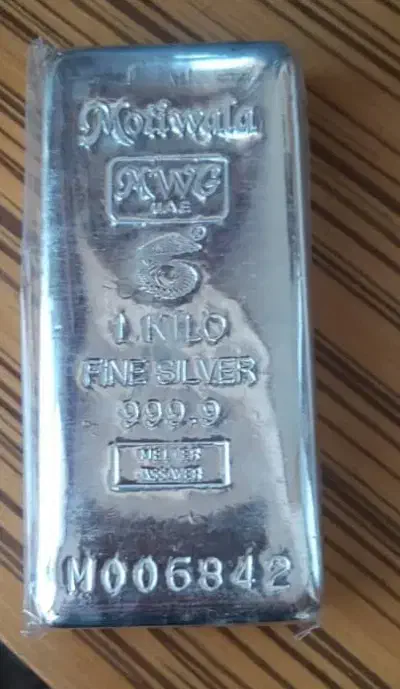 Motiwala
MWG
UAE
®
1 KILO
FINE SILVER
999.9
MELTER
ASSAYER
M006842